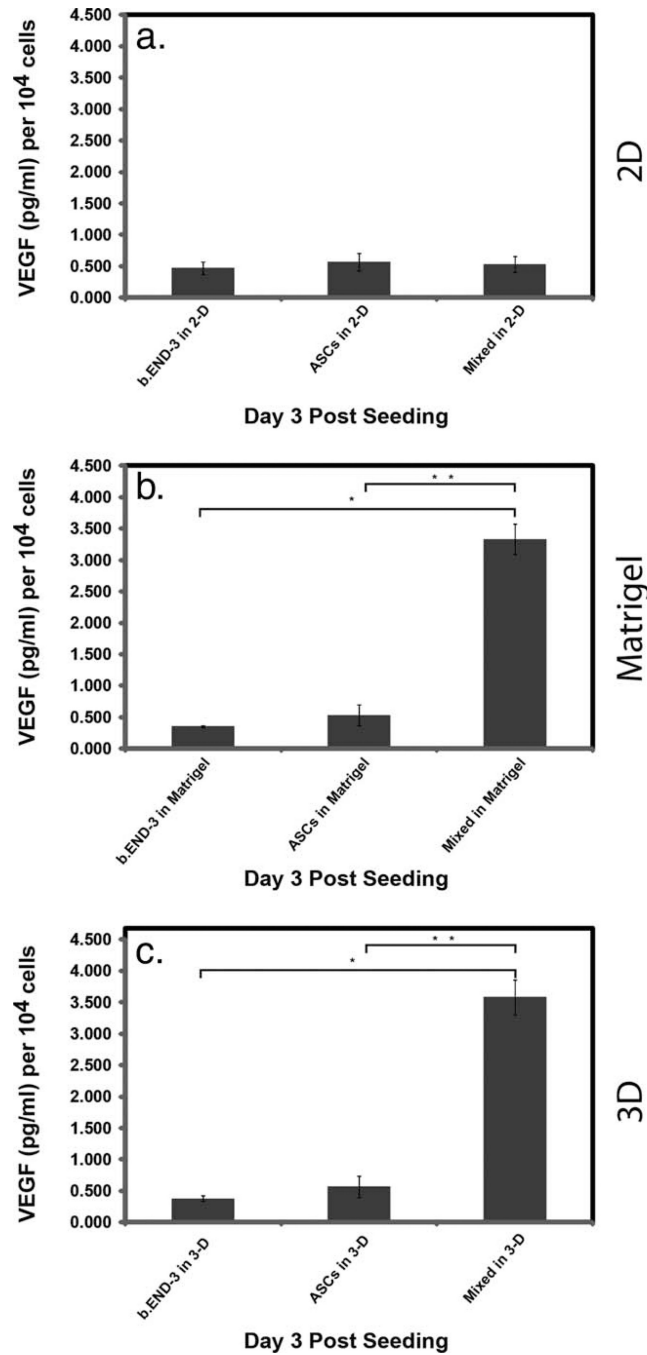 a.
VEGF (pg/ml) per 10⁴ cells
4.500
4.000
3.500
3.000
2.500
2.000
1.500
1.000
0.500
0.000
b.END-3 in 2-D
ASCs in 2-D
Mixed in 2-D
Day 3 Post Seeding
2D
b.
VEGF (pg/ml) per 10⁴ cells
4.500
4.000
3.500
3.000
2.500
2.000
1.500
1.000
0.500
0.000
* *
*
b.END-3 in Matrigel
ASCs in Matrigel
Mixed in Matrigel
Day 3 Post Seeding
Matrigel
c.
VEGF (pg/ml) per 10⁴ cells
4.500
4.000
3.500
3.000
2.500
2.000
1.500
1.000
0.500
0.000
* *
*
b.END-3 in 3-D
ASCs in 3-D
Mixed in 3-D
Day 3 Post Seeding
3D